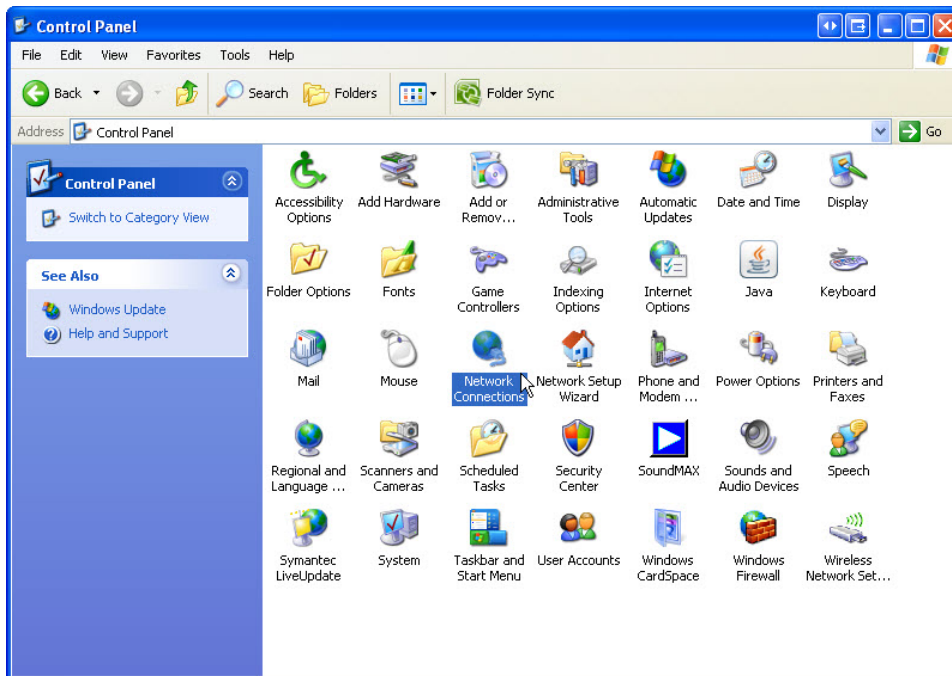 Control Panel
File Edit View Favorites Tools Help
Back Search Folders Folder Sync
Address Control Panel Go
Control Panel
Switch to Category View
See Also
Windows Update
Help and Support
Accessibility Options
Add Hardware
Add or Remov...
Administrative Tools
Automatic Updates
Date and Time
Display
Folder Options
Fonts
Game Controllers
Indexing Options
Internet Options
Java
Keyboard
Mail
Mouse
Network Connections
Network Setup Wizard
Phone and Modem ...
Power Options
Printers and Faxes
Regional and Language ...
Scanners and Cameras
Scheduled Tasks
Security Center
SoundMAX
Sounds and Audio Devices
Speech
Symantec LiveUpdate
System
Taskbar and Start Menu
User Accounts
Windows CardSpace
Windows Firewall
Wireless Network Set...